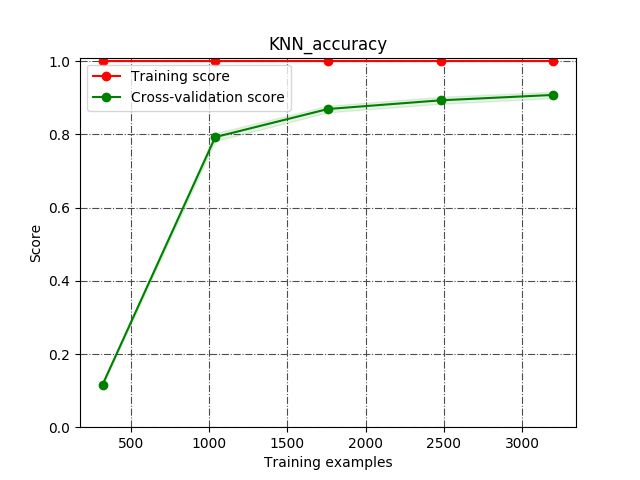 KNN_accuracy
Training score
Cross-validation score
Score
1.0
0.8
0.6
0.4
0.2
0.0
500 1000 1500 2000 2500 3000
Training examples